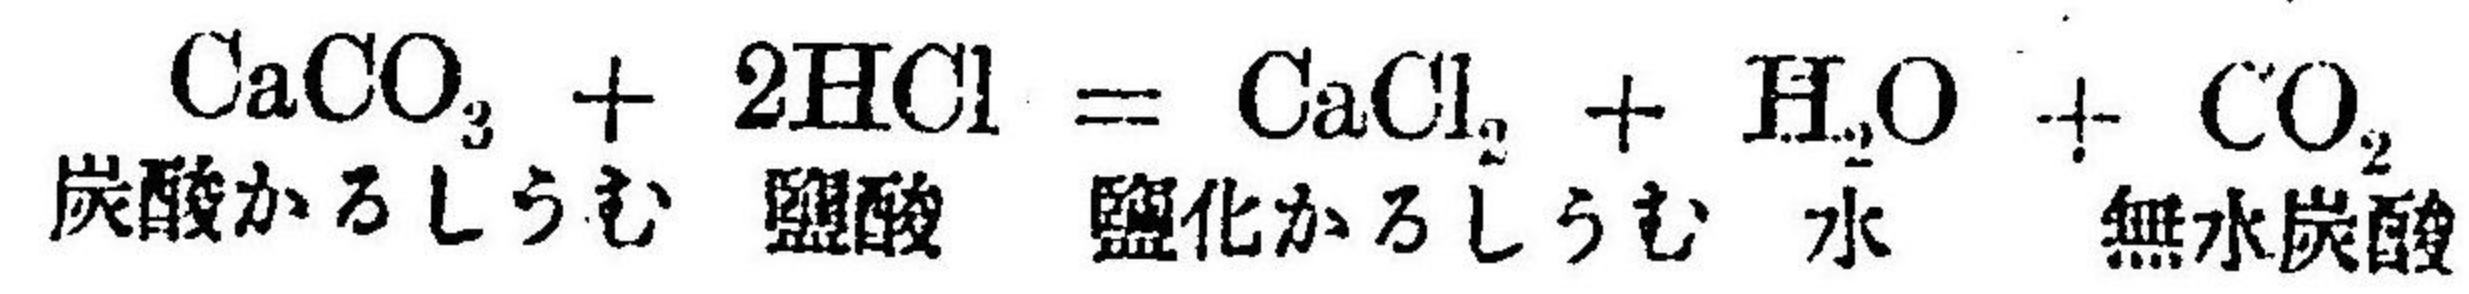 CaCO₃ + 2HCl = CaCl₂ + H₂O + CO₂
炭酸かるしうむ 鹽酸 鹽化かるしうむ 水 無水炭酸